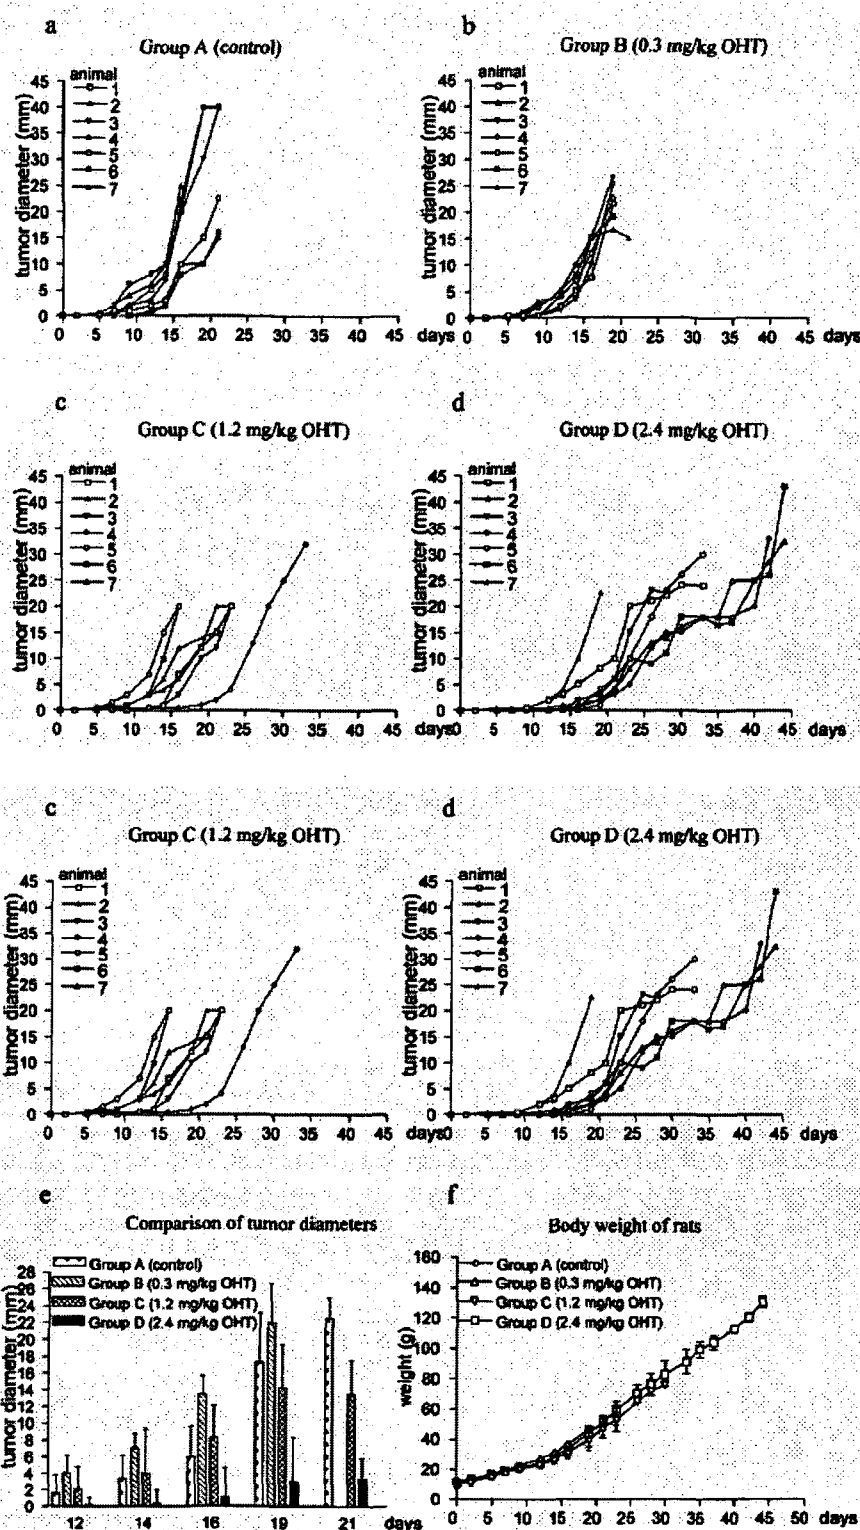 a
Group A (control)
tumor diameter (mm)
45
40
35
30
25
20
15
10
5
0
animal
1
2
3
4
5
6
7
0 5 10 15 20 25 30 35 40 45
days
b
Group B (0.3 mg/kg OHT)
tumor diameter (mm)
45
40
35
30
25
20
15
10
5
0
animal
1
2
3
4
5
6
7
0 5 10 15 20 25 30 35 40 45 days
c
Group C (1.2 mg/kg OHT)
tumor diameter (mm)
45
40
35
30
25
20
15
10
5
0
animal
1
2
3
4
5
6
7
0 5 10 15 20 25 30 35 45
days
d
Group D (2.4 mg/kg OHT)
tumor diameter (mm)
45
40
35
30
25
20
15
10
5
0
animal
1
2
3
4
5
6
7
0 5 10 15 20 25 30 35 40 45 days
c
Group C (1.2 mg/kg OHT)
tumor diameter (mm)
45
40
35
30
25
20
15
10
5
0
animal
1
2
3
4
5
6
7
0 5 10 15 20 25 35 45
days
d
Group D (2.4 mg/kg OHT)
tumor diameter (mm)
45
40
35
30
25
20
15
10
5
0
animal
1
2
3
4
5
6
7
0 5 10 15 20 25 30 35 40 45 days
e
Comparison of tumor diameters
tumor diameter (mm)
28
26
24
22
20
18
16
14
12
10
8
6
4
2
0
Group A (control)
Group B (0.3 mg/kg OHT)
Group C (1.2 mg/kg OHT)
Group D (2.4 mg/kg OHT)
12 14 16 19 21 days
f
Body weight of rats
weight (g)
160
140
120
100
80
60
40
20
0
Group A (control)
Group B (0.3 mg/kg OHT)
Group C (1.2 mg/kg OHT)
Group D (2.4 mg/kg OHT)
0 5 10 15 20 25 30 35 40 45 50
days